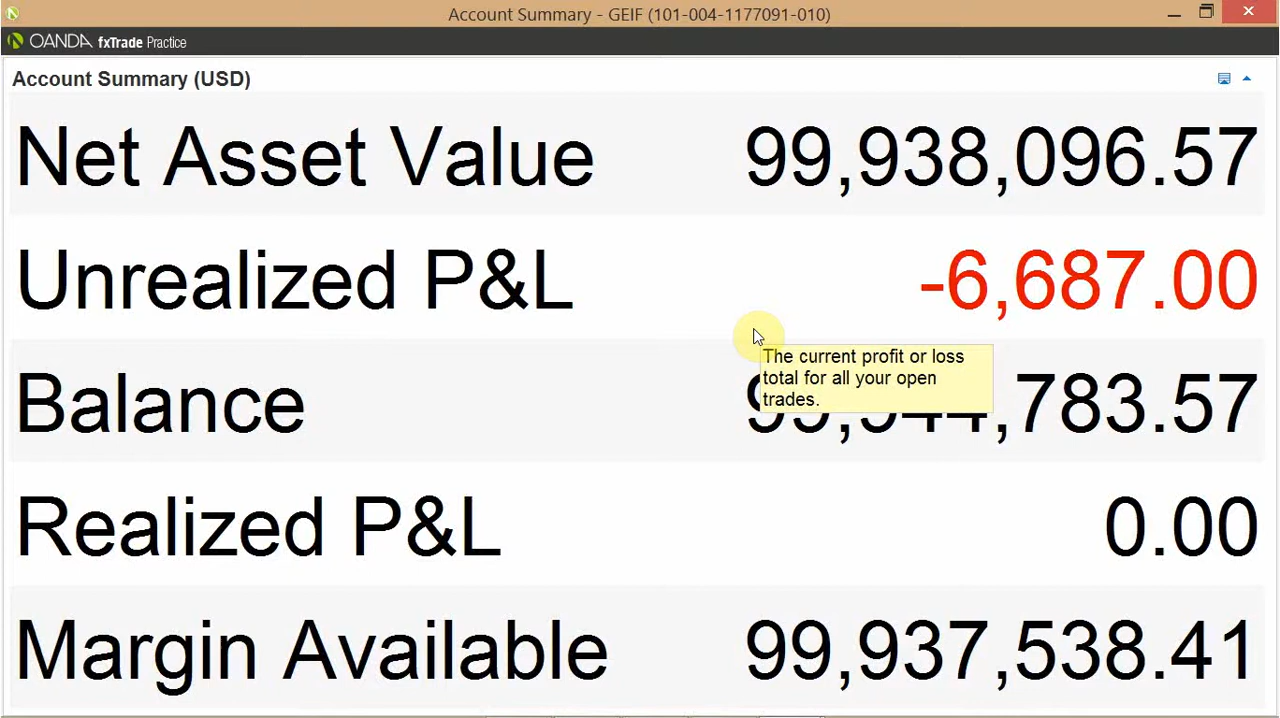 Account Summary - GEIF (101-004-1177091-010)
OANDA fxTrade Practice
Account Summary (USD)
Net Asset Value 99,938,096.57
Unrealized P&L -6,687.00
The current profit or loss
total for all your open
trades.
Balance 99,944,783.57
Realized P&L 0.00
Margin Available 99,937,538.41